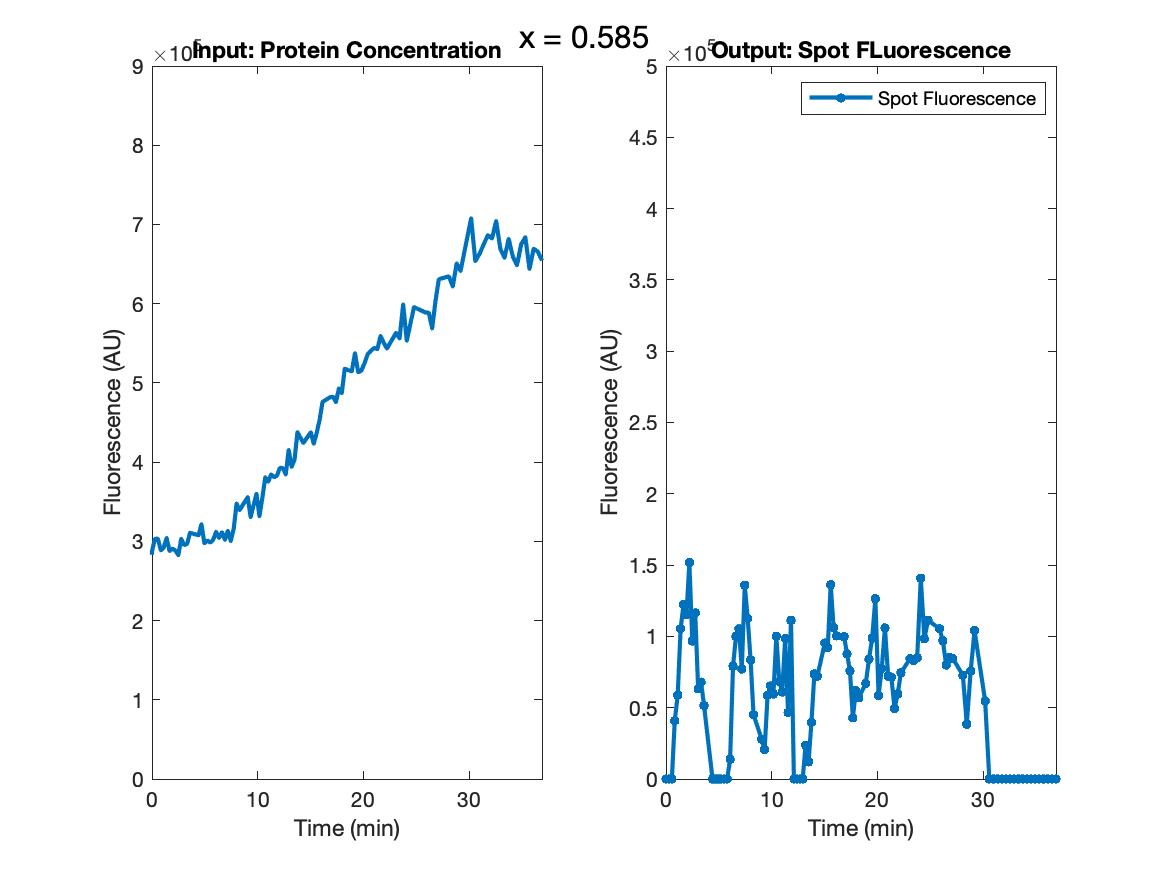 x = 0.585
×10⁵
Input: Protein Concentration
9
8
7
6
5
4
3
2
1
0
Fluorescence (AU)
0 10 20 30
Time (min)
×10⁵
Output: Spot FLuorescence
Spot Fluorescence
5
4.5
4
3.5
3
2.5
2
1.5
1
0.5
0
Fluorescence (AU)
0 10 20 30
Time (min)